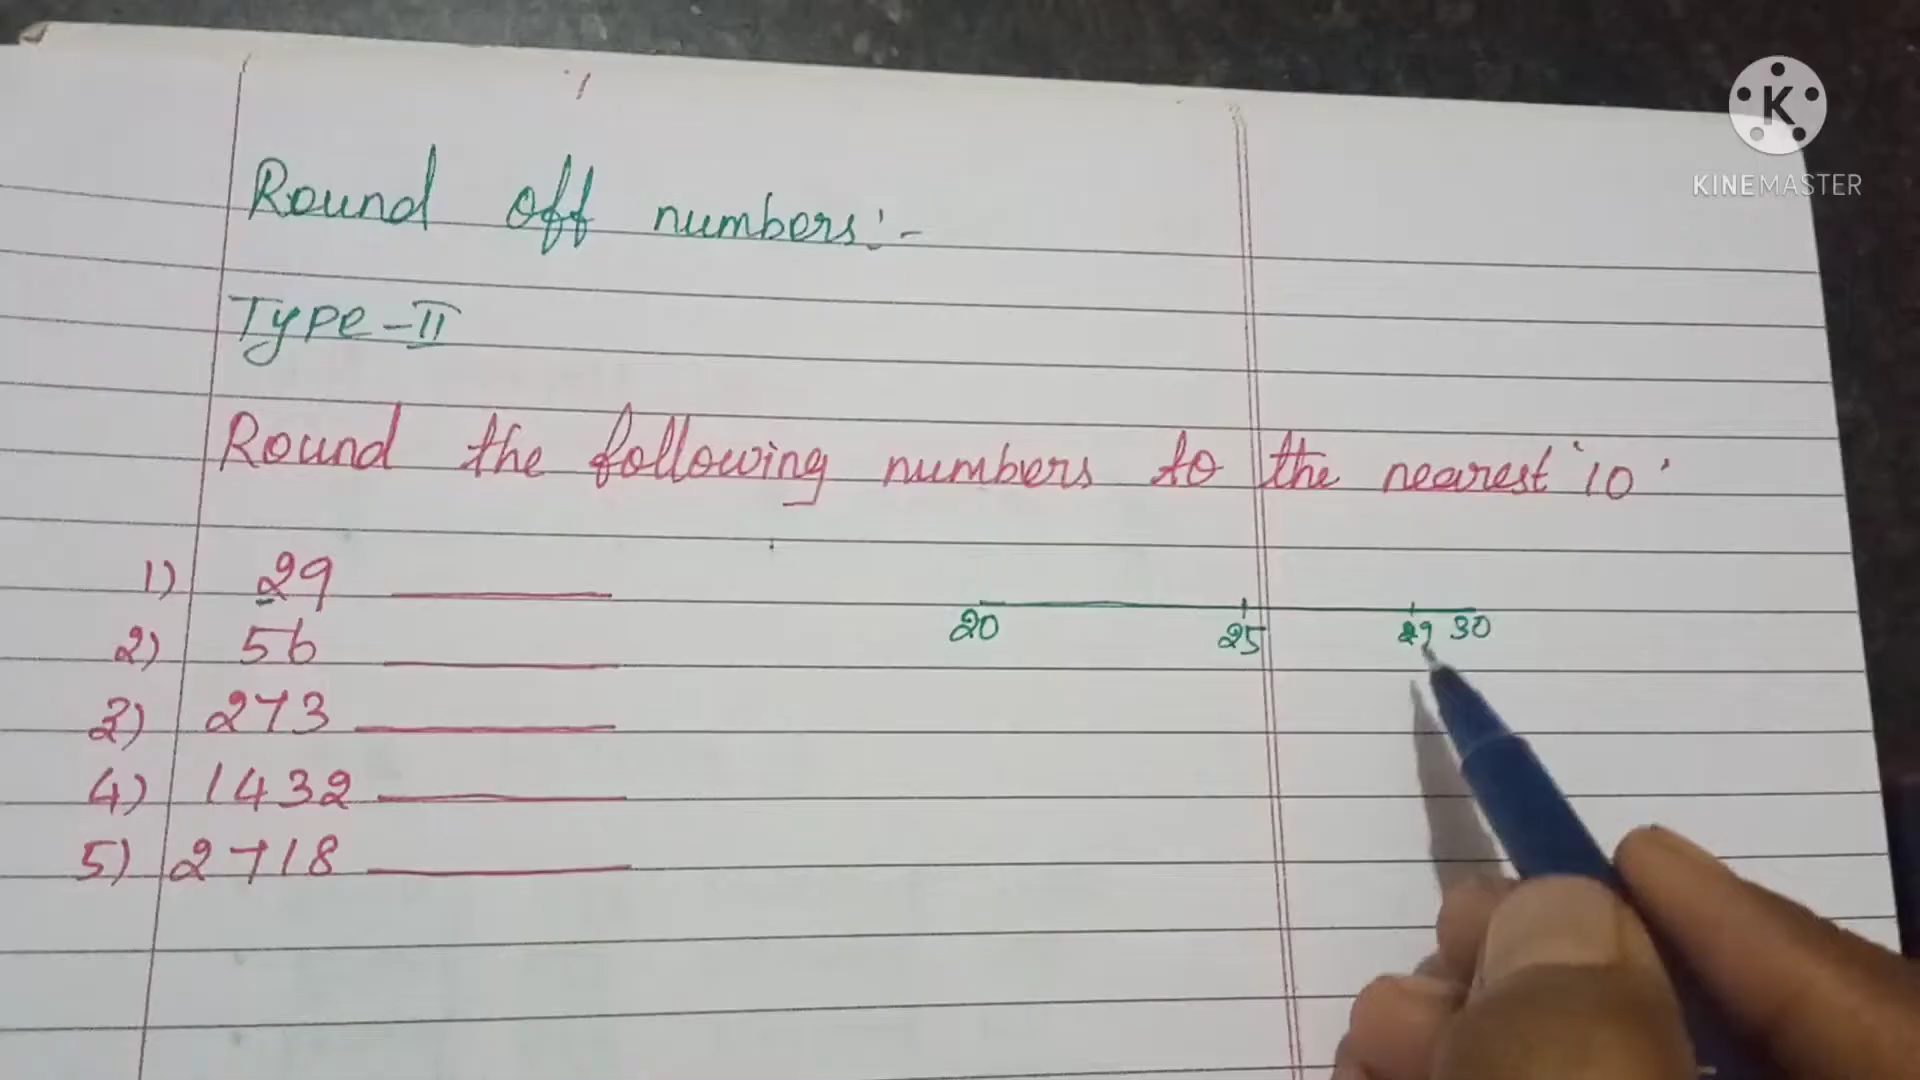 K
KINEMASTER
Round off numbers:-
Type-II
Round the following numbers to the nearest '10'
1) 29
20 25 29 30
2) 56
3) 273
4) 1432
5) 2718